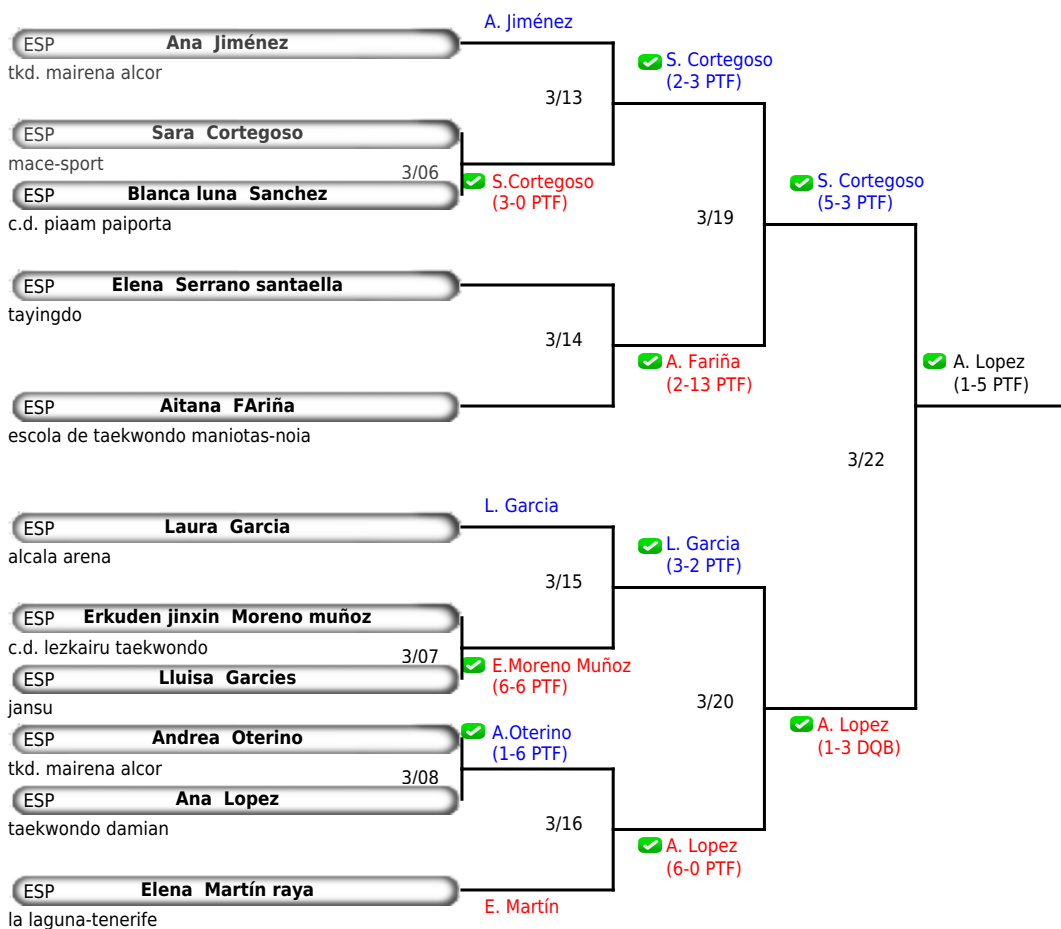 A. Jiménez
ESP Ana Jiménez
tkd. mairena alcor
S. Cortegoso
(2-3 PTF)
3/13
ESP Sara Cortegoso
mace-sport
3/06
S.Cortegoso
(3-0 PTF)
ESP Blanca luna Sanchez
c.d. piaam paiporta
S. Cortegoso
(5-3 PTF)
3/19
ESP Elena Serrano santaella
tayingdo
3/14
A. Fariña
(2-13 PTF)
A. Lopez
(1-5 PTF)
ESP Aitana FAriña
escola de taekwondo maniotas-noia
3/22
L. Garcia
ESP Laura Garcia
alcala arena
L. Garcia
(3-2 PTF)
3/15
ESP Erkuden jinxin Moreno muñoz
c.d. lezkairu taekwondo
3/07
E.Moreno Muñoz
(6-6 PTF)
ESP Lluisa Garcies
jansu
3/20
ESP Andrea Oterino
tkd. mairena alcor
A.Oterino
(1-6 PTF)
A. Lopez
(1-3 DQB)
3/08
ESP Ana Lopez
taekwondo damian
3/16
A. Lopez
(6-0 PTF)
ESP Elena Martín raya
la laguna-tenerife
E. Martín